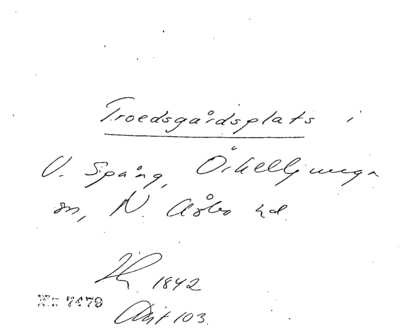 Troedsgårdsplats i
V. Spång, Örkelljunga
sn, N. Åsbo hd.
1842
Nr 7479
Akt 103.